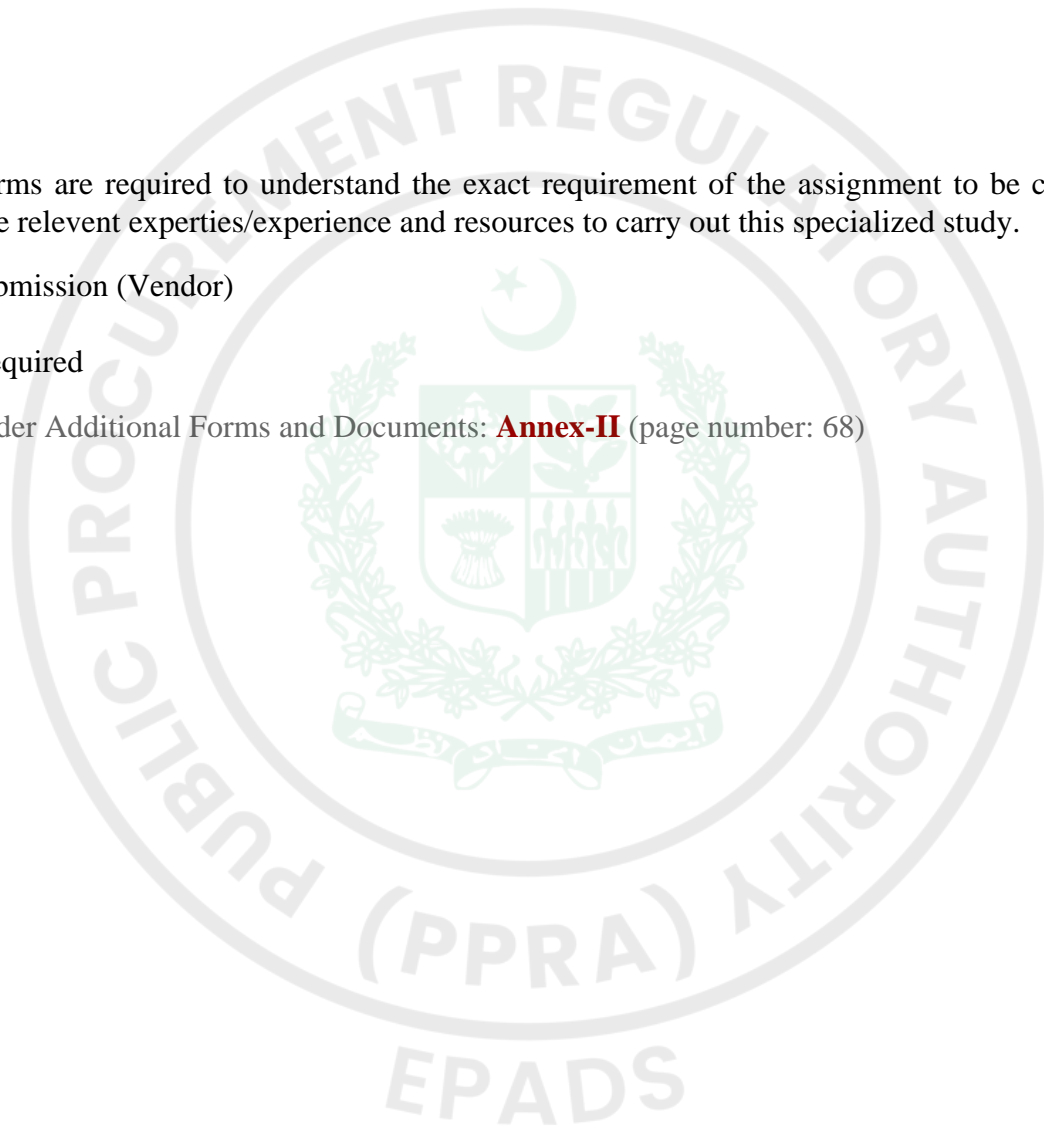 rms are required to understand the exact requirement of the assignment to be c
e relevent experties/experience and resources to carry out this specialized study.
omission (Vendor)
equired
der Additional Forms and Documents: Annex-II (page number: 68)
PUBLIC PROCUREMENT REGULATORY AUTHORITY
(PPRA)
EPADS